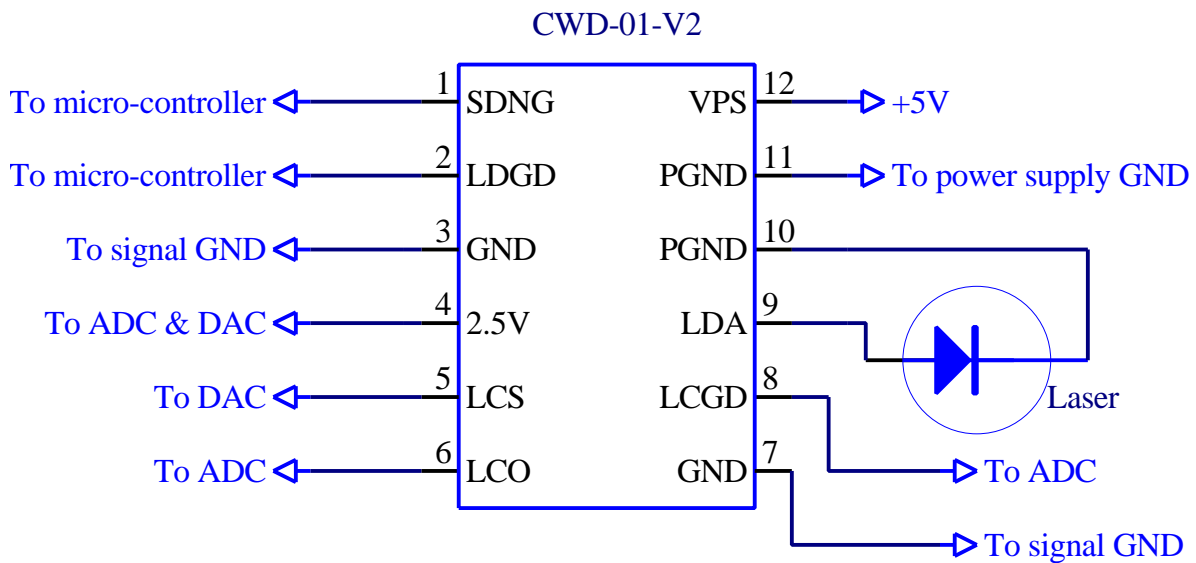 CWD-01-V2
To micro-controller 1 SDNG
VPS 12 +5V
To micro-controller 2 LDGD
PGND 11 To power supply GND
To signal GND 3 GND
PGND 10
To ADC & DAC 4 2.5V
LDA 9
To DAC 5 LCS
LCGD 8
Laser
To ADC 6 LCO
GND 7
To ADC
To signal GND